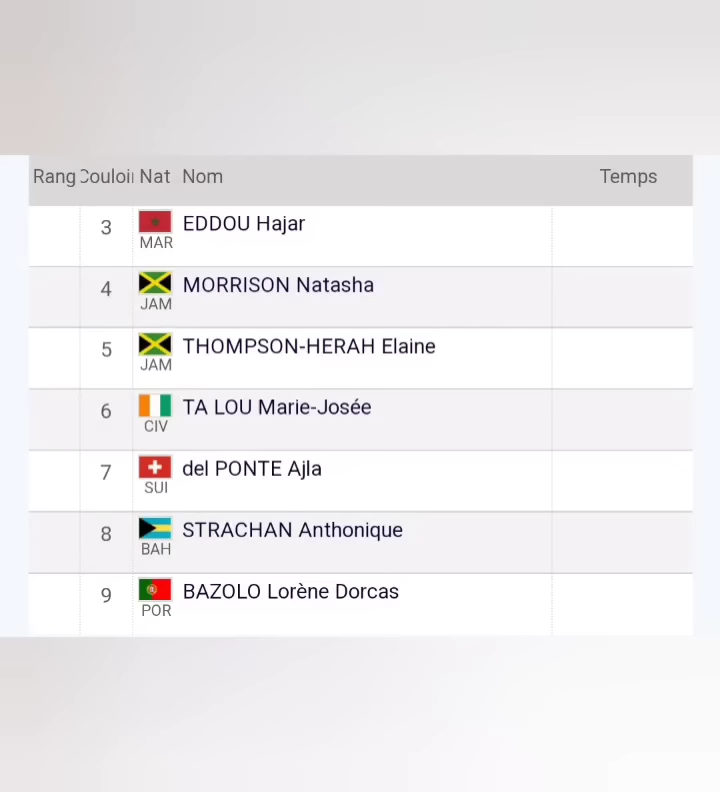 Rang Couloir Nat Nom Temps
3 EDDOU Hajar
MAR
4 MORRISON Natasha
JAM
5 THOMPSON-HERAH Elaine
JAM
6 TA LOU Marie-Josée
CIV
7 del PONTE Ajla
SUI
8 STRACHAN Anthonique
BAH
9 BAZOLO Lorène Dorcas
POR